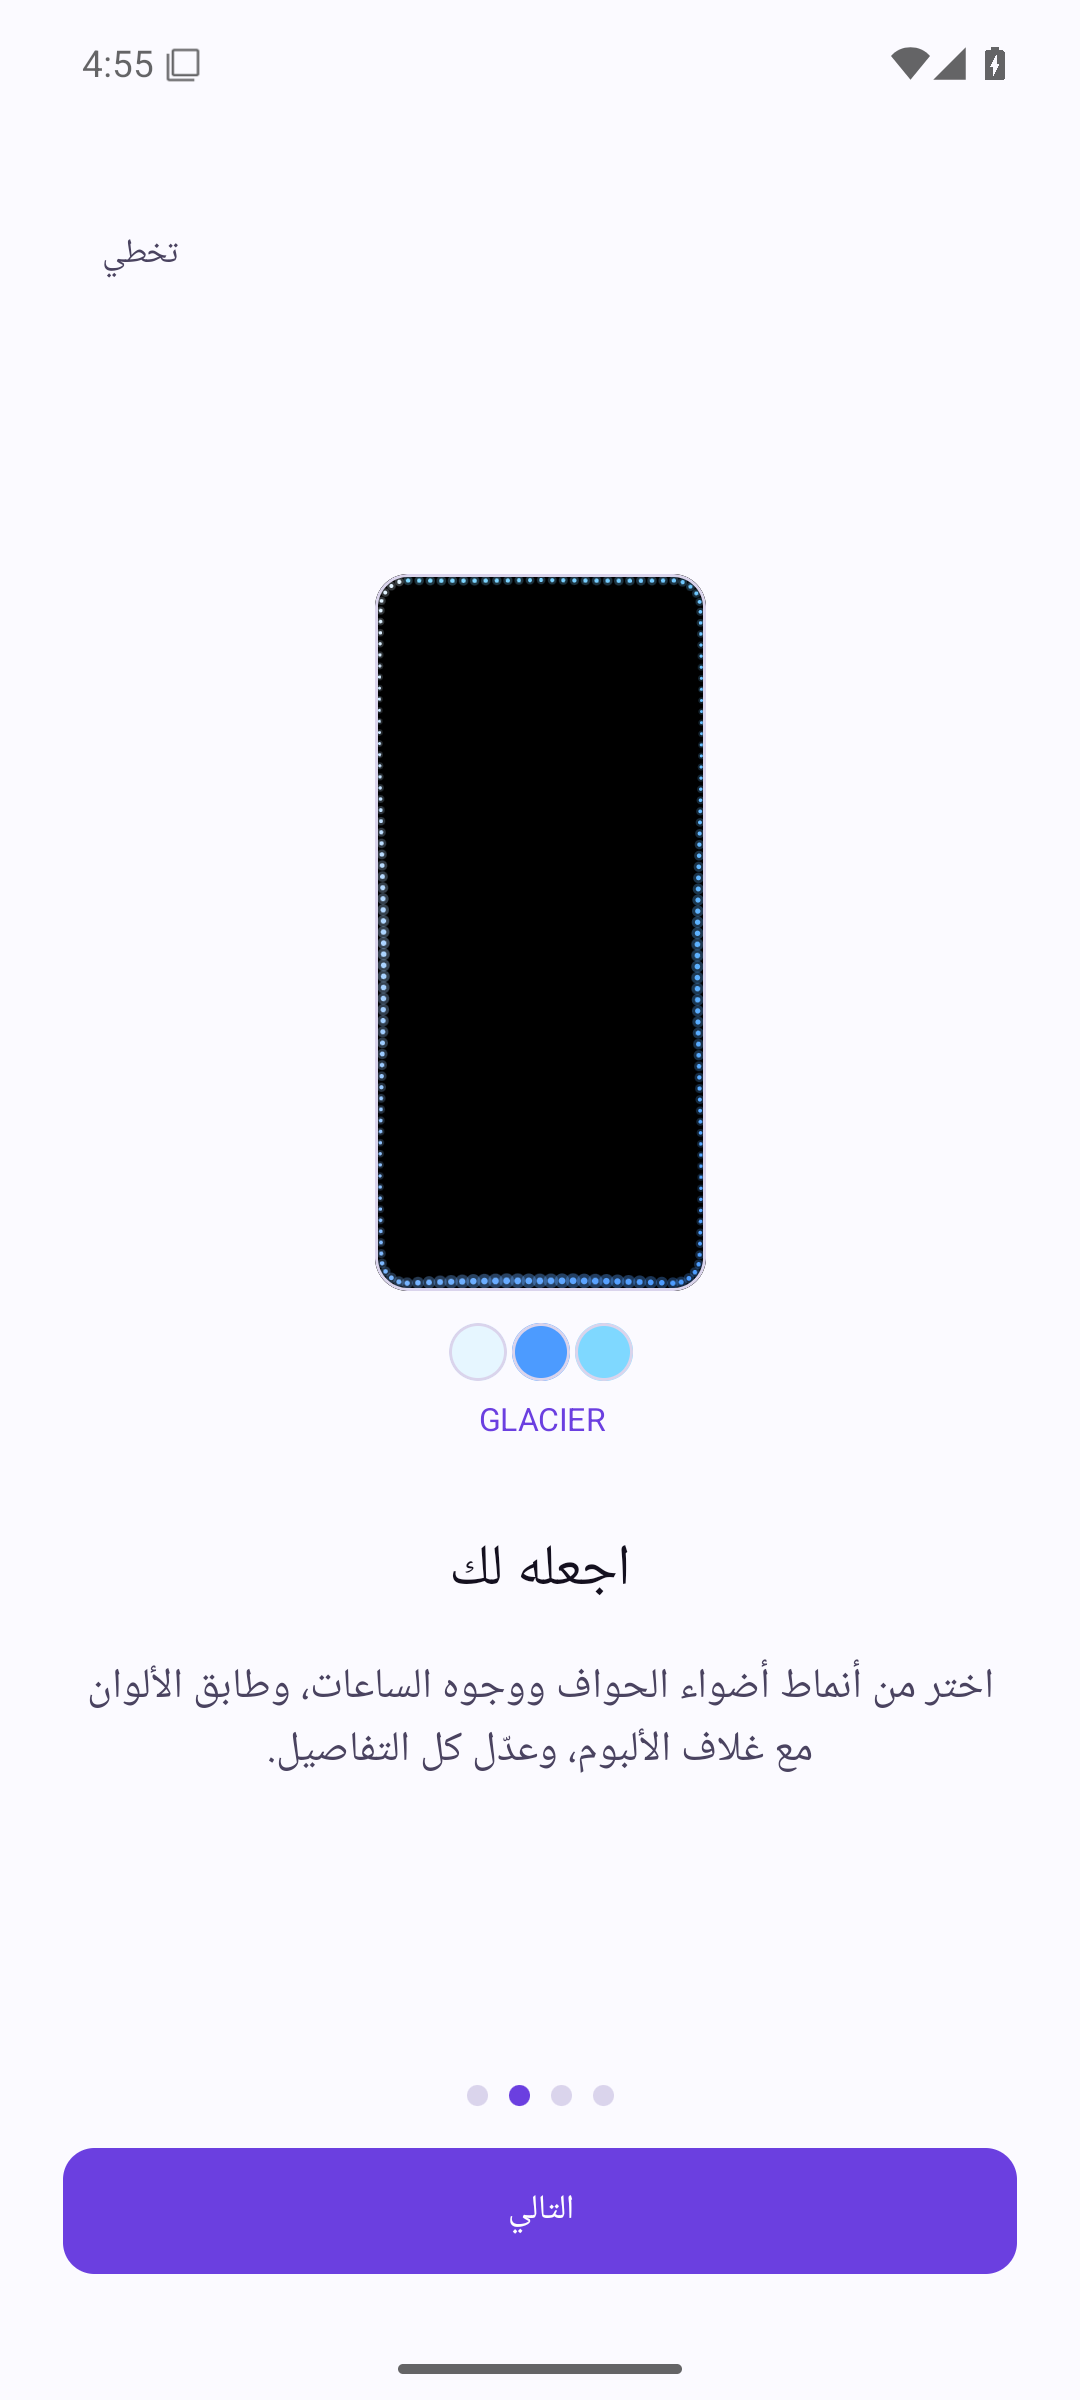 4:55
تخطي
GLACIER
اجعله لك
اختر من أنماط أضواء الحواف ووجوه الساعات، وطابق الألوان
مع غلاف الألبوم، وعدّل كل التفاصيل.
التالي